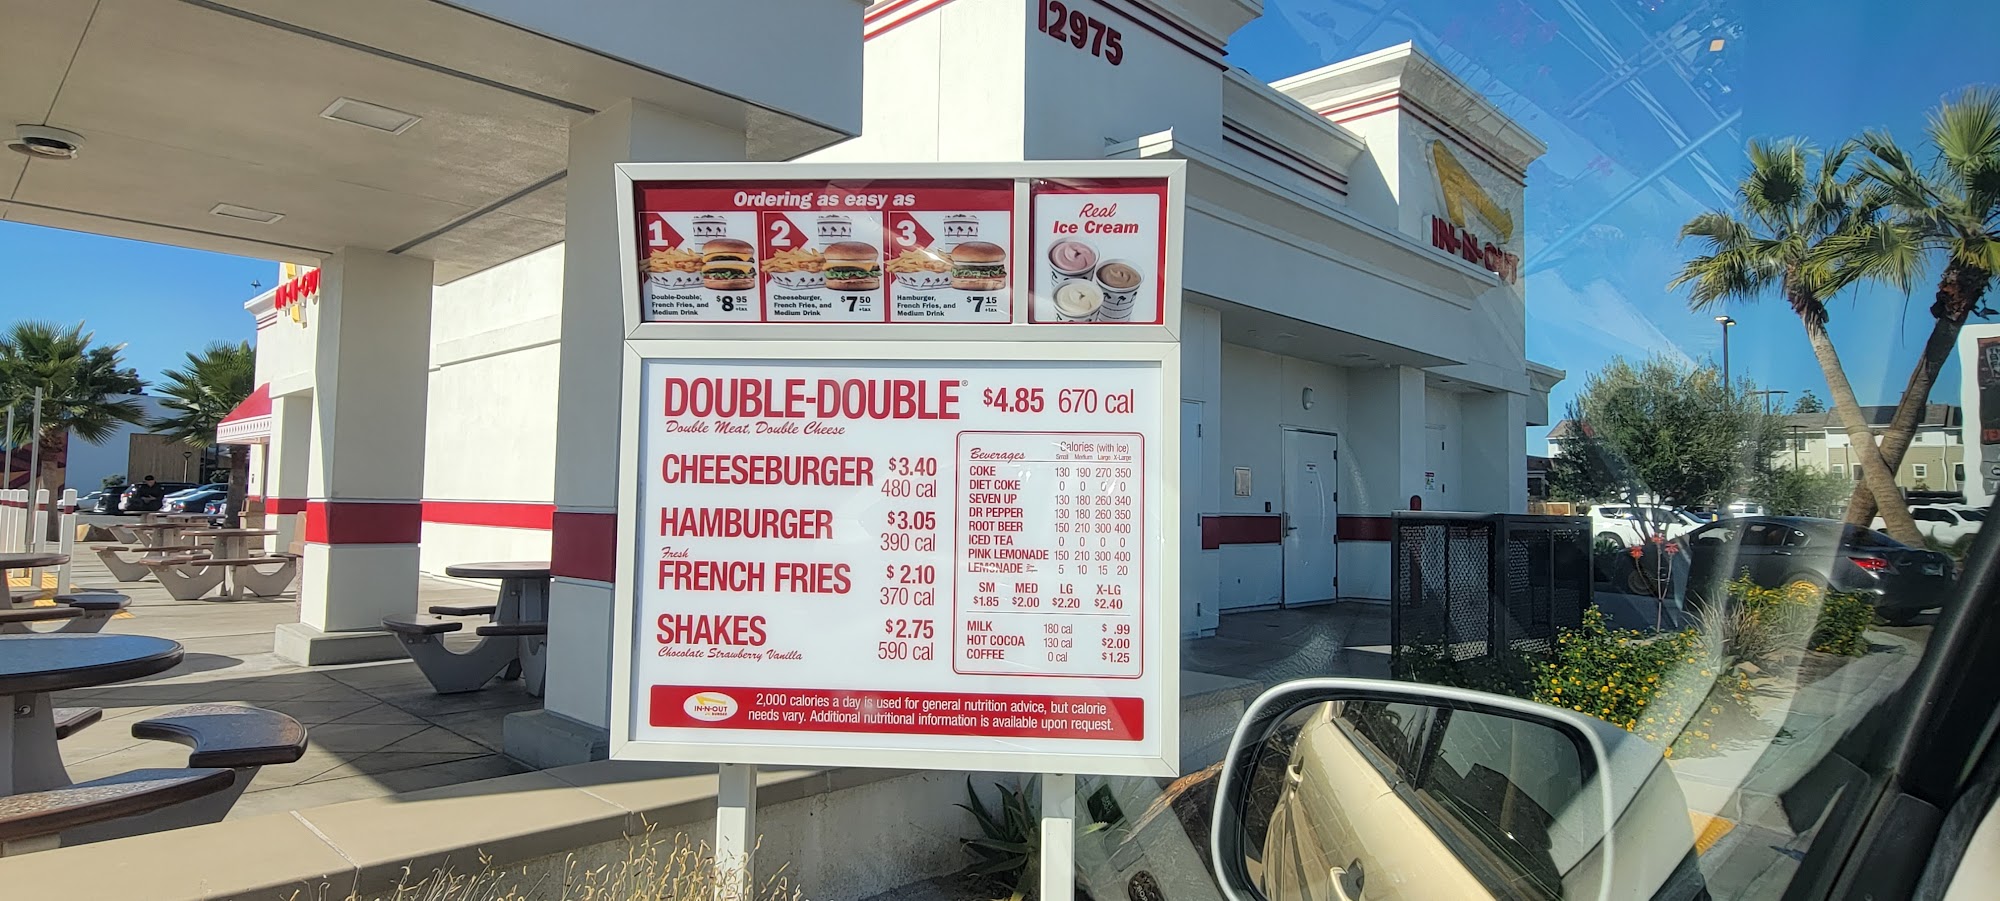 12975
IN-N-OUT
IN-N-OU
Ordering as easy as
1
Double-Double,
French Fries, and
Medium Drink
$8 95
+tax
2
Cheeseburger,
French Fries, and
Medium Drink
$7 50
+tax
3
Hamburger,
French Fries, and
Medium Drink
$7 15
+tax
Real
Ice Cream
DOUBLE-DOUBLE® $4.85 670 cal
Double Meat, Double Cheese
CHEESEBURGER $3.40
480 cal
HAMBURGER $3.05
390 cal
Fresh
FRENCH FRIES $2.10
370 cal
SHAKES $2.75
Chocolate Strawberry Vanilla 590 cal
Beverages Calories (with Ice)
Small Medium Large X-Large
COKE 130 190 270 350
DIET COKE 0 0 0 0
SEVEN UP 130 180 260 340
DR PEPPER 130 180 260 350
ROOT BEER 150 210 300 400
ICED TEA 0 0 0 0
PINK LEMONADE 150 210 300 400
LEMONADE 5 10 15 20
SM MED LG X-LG
$1.85 $2.00 $2.20 $2.40
MILK 180 cal $ .99
HOT COCOA 130 cal $2.00
COFFEE 0 cal $1.25
IN-N-OUT
BURGER
2,000 calories a day is used for general nutrition advice, but calorie
needs vary. Additional nutritional information is available upon request.